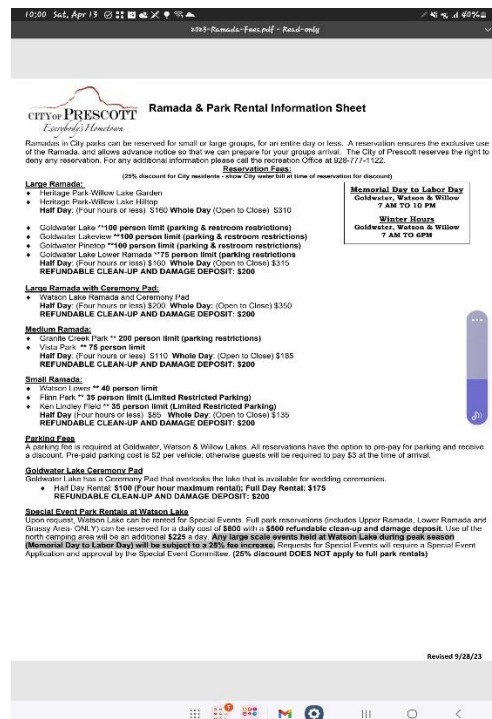 10:00 Sat, Apr 13
40%
2023-Ramada-Fees.pdf - Read-only
CITY OF PRESCOTT
Everybody's Hometown
Ramada & Park Rental Information Sheet
Ramadas in City parks can be reserved for small or large groups, for an entire day or less. A reservation ensures the exclusive use
of the Ramada, and allows advance notice so that we can prepare for your groups arrival. The City of Prescott reserves the right to
deny any reservation. For any additional information please call the recreation Office at 928-777-1122.
Reservation Fees:
(25% discount for City residents - show City water bill at time of reservation for discount)
Large Ramada:
• Heritage Park-Willow Lake Garden
• Heritage Park-Willow Lake Hilltop
Half Day: (Four hours or less) $160 Whole Day (Open to Close) $310
Memorial Day to Labor Day
Goldwater, Watson & Willow
7 AM TO 10 PM
Winter Hours
Goldwater, Watson & Willow
7 AM TO 6PM
• Goldwater Lake **100 person limit (parking & restroom restrictions)
• Goldwater Lakeview **100 person limit (parking & restroom restrictions)
• Goldwater Pinetop **100 person limit (parking & restroom restrictions)
• Goldwater Lake Lower Ramada **75 person limit (parking restrictions
Half Day: (Four hours or less) $160 Whole Day (Open to Close) $315
REFUNDABLE CLEAN-UP AND DAMAGE DEPOSIT: $200
Large Ramada with Ceremony Pad:
• Watson Lake Ramada and Ceremony Pad
Half Day: (Four hours or less) $200 Whole Day: (Open to Close) $350
REFUNDABLE CLEAN-UP AND DAMAGE DEPOSIT: $200
Medium Ramada:
• Granite Creek Park ** 200 person limit (parking restrictions)
• Vista Park ** 75 person limit
Half Day: (Four hours or less) $110 Whole Day: (Open to Close) $185
REFUNDABLE CLEAN-UP AND DAMAGE DEPOSIT: $200
Small Ramada:
• Watson Lower ** 40 person limit
• Flinn Park ** 35 person limit (Limited Restricted Parking)
• Ken Lindley Field ** 35 person limit (Limited Restricted Parking)
Half Day (Four hours or less) $85 Whole Day: (Open to Close) $135
REFUNDABLE CLEAN-UP AND DAMAGE DEPOSIT: $200
Parking Fees
A parking fee is required at Goldwater, Watson & Willow Lakes. All reservations have the option to pre-pay for parking and receive
a discount. Pre-paid parking cost is $2 per vehicle; otherwise guests will be required to pay $3 at the time of arrival.
Goldwater Lake Ceremony Pad
Goldwater Lake has a Ceremony Pad that overlooks the lake that is available for wedding ceremonies.
• Half Day Rental: $100 (Four hour maximum rental); Full Day Rental: $175
REFUNDABLE CLEAN-UP AND DAMAGE DEPOSIT: $200
Special Event Park Rentals at Watson Lake
Upon request, Watson Lake can be rented for Special Events. Full park reservations (includes Upper Ramada, Lower Ramada and
Grassy Area- ONLY) can be reserved for a daily cost of $800 with a $500 refundable clean-up and damage deposit. Use of the
north camping area will be an additional $225 a day. Any large scale events held at Watson Lake during peak season
(Memorial Day to Labor Day) will be subject to a 25% fee increase. Requests for Special Events will require a Special Event
Application and approval by the Special Event Committee. (25% discount DOES NOT apply to full park rentals)
Revised 9/28/23